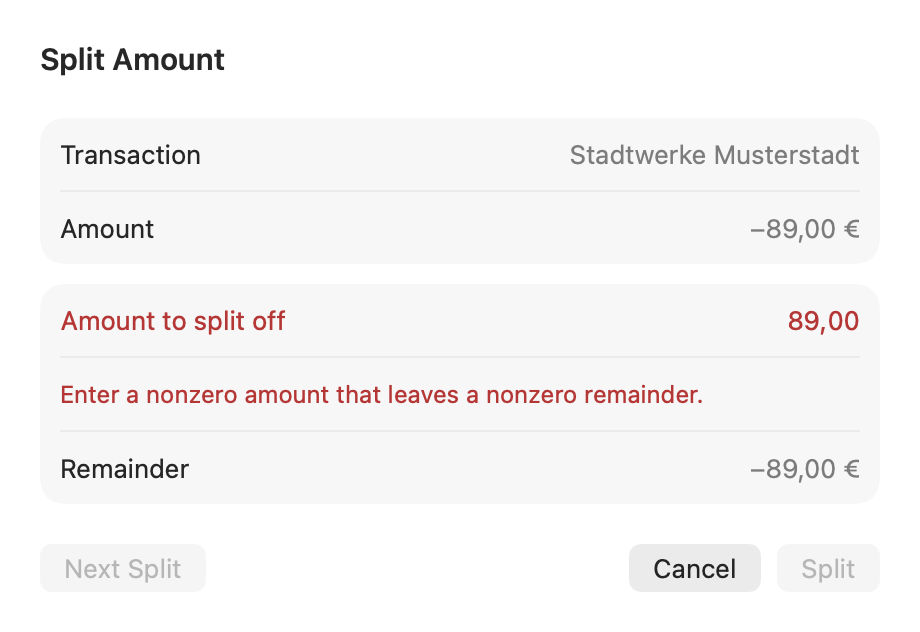 Split Amount
Transaction Stadtwerke Musterstadt
Amount –89,00 €
Amount to split off 89,00
Enter a nonzero amount that leaves a nonzero remainder.
Remainder –89,00 €
Next Split Cancel Split